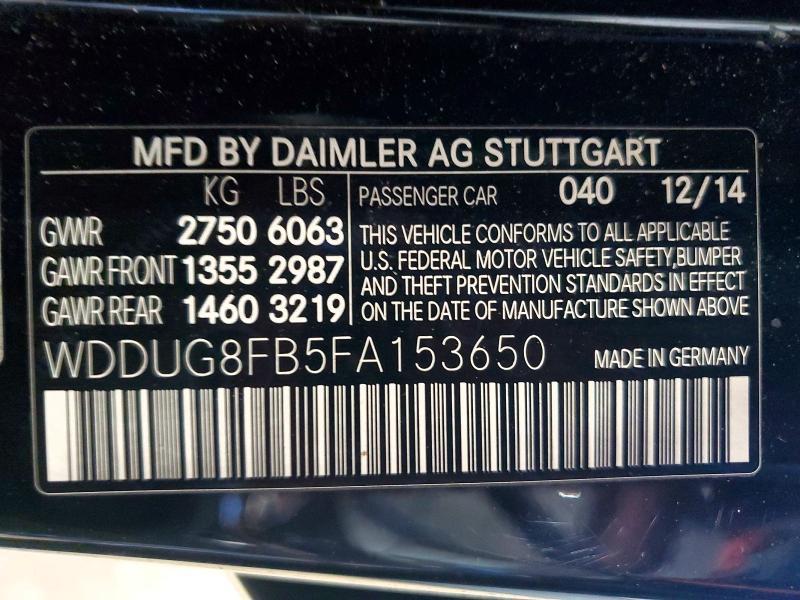 MFD BY DAIMLER AG STUTTGART
KG LBS
GVWR 2750 6063
GAWR FRONT 1355 2987
GAWR REAR 1460 3219
PASSENGER CAR 040 12/14
THIS VEHICLE CONFORMS TO ALL APPLICABLE
U.S. FEDERAL MOTOR VEHICLE SAFETY,BUMPER
AND THEFT PREVENTION STANDARDS IN EFFECT
ON THE DATE OF MANUFACTURE SHOWN ABOVE
WDDUG8FB5FA153650 MADE IN GERMANY